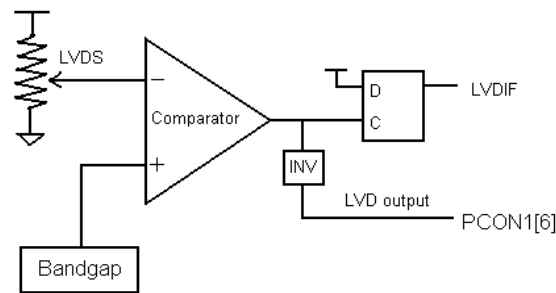 LVDS
−
Comparator
+
Bandgap
D
C
LVDIF
INV
LVD output
PCON1[6]